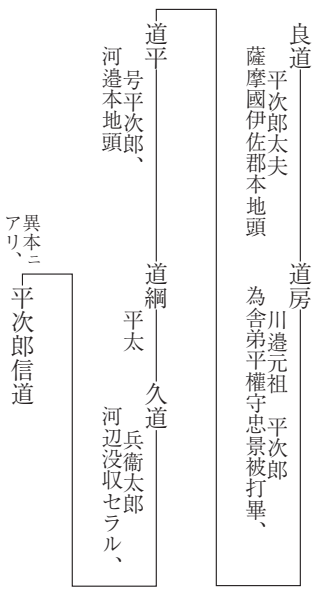 良道
平次郎太夫
薩摩國伊佐郡本地頭
道房
川邉元祖　平次郎
為舎弟平權守忠景被打畢、
道平
号平次郎、
河邉本地頭
道綱
平太
久道
兵衞太郎
河辺没収セラル、
異本ニ
アリ、
平次郎信道